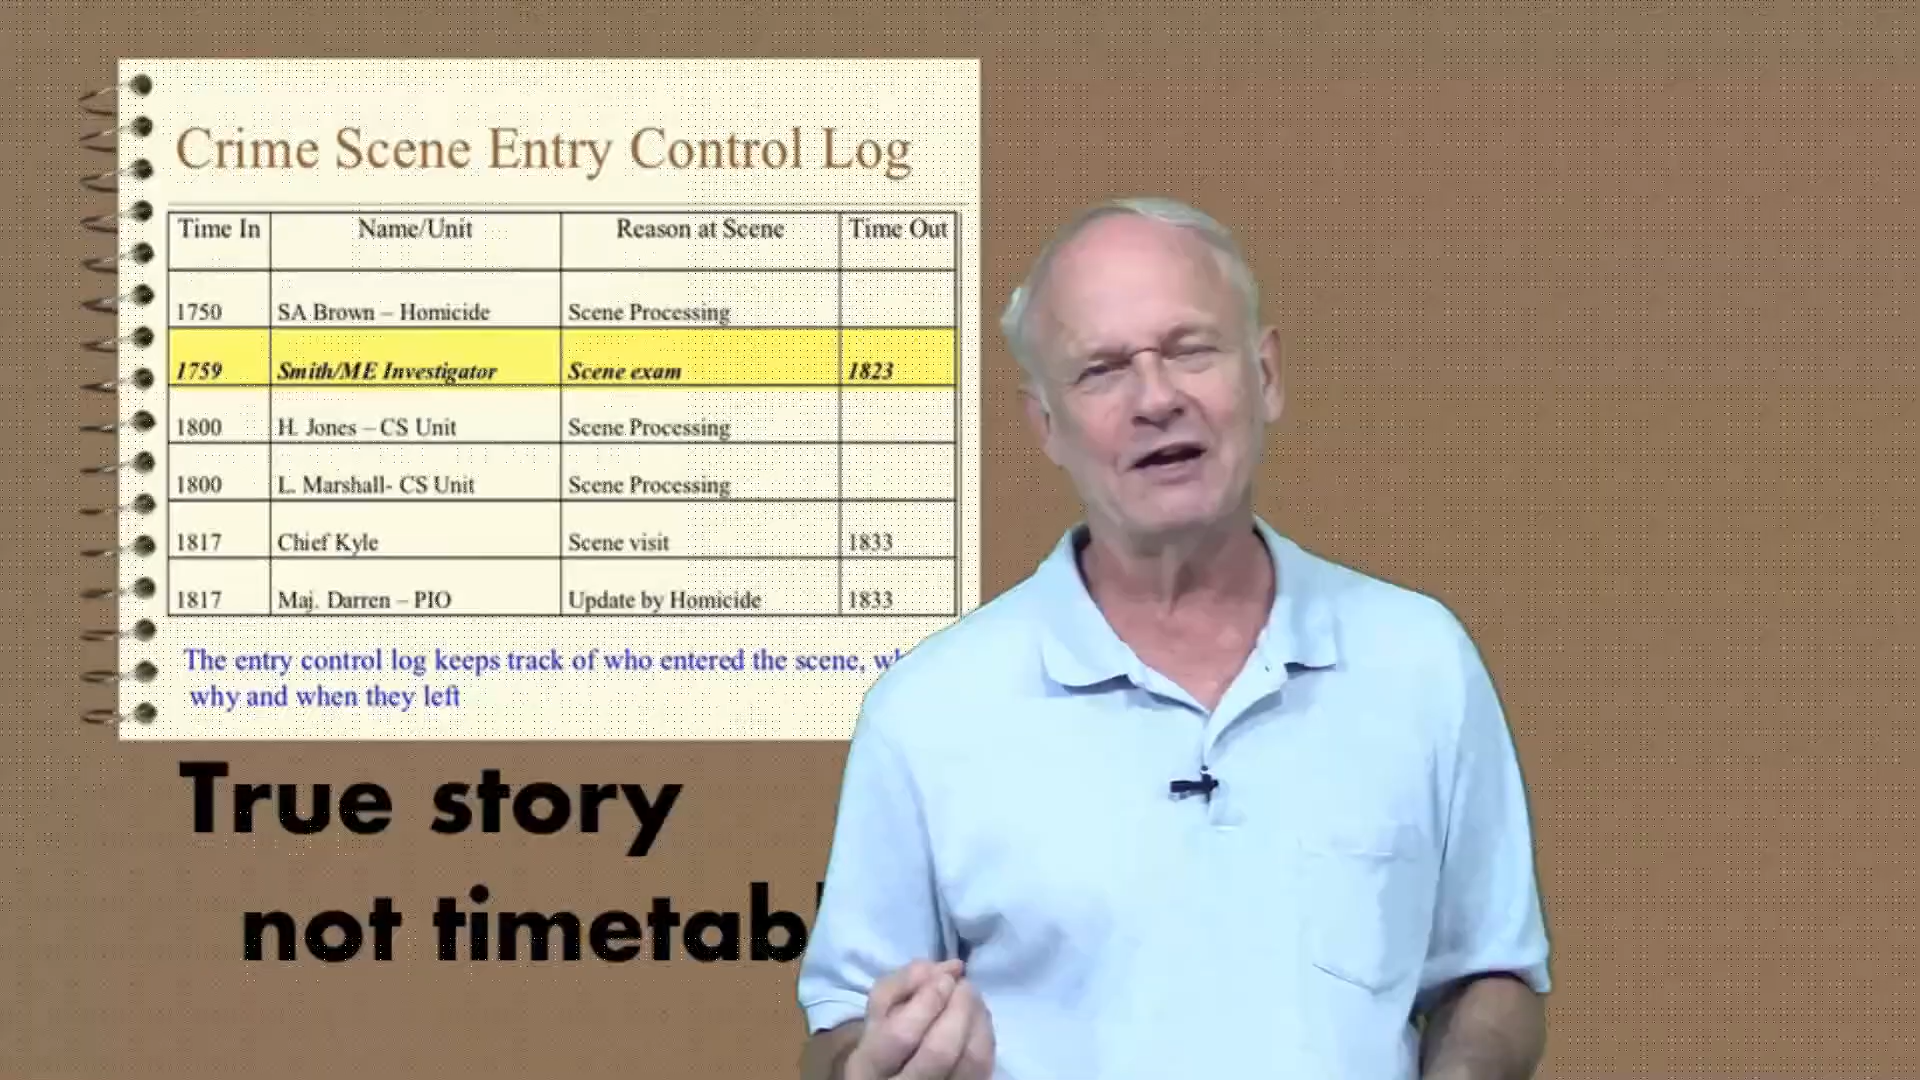 Crime Scene Entry Control Log
Time In Name/Unit Reason at Scene Time Out
1750 SA Brown – Homicide Scene Processing
1759 Smith/ME Investigator Scene exam 1823
1800 H. Jones – CS Unit Scene Processing
1800 L. Marshall- CS Unit Scene Processing
1817 Chief Kyle Scene visit 1833
1817 Maj. Darren – PIO Update by Homicide 1833
The entry control log keeps track of who entered the scene,
why and when they left
True story
not